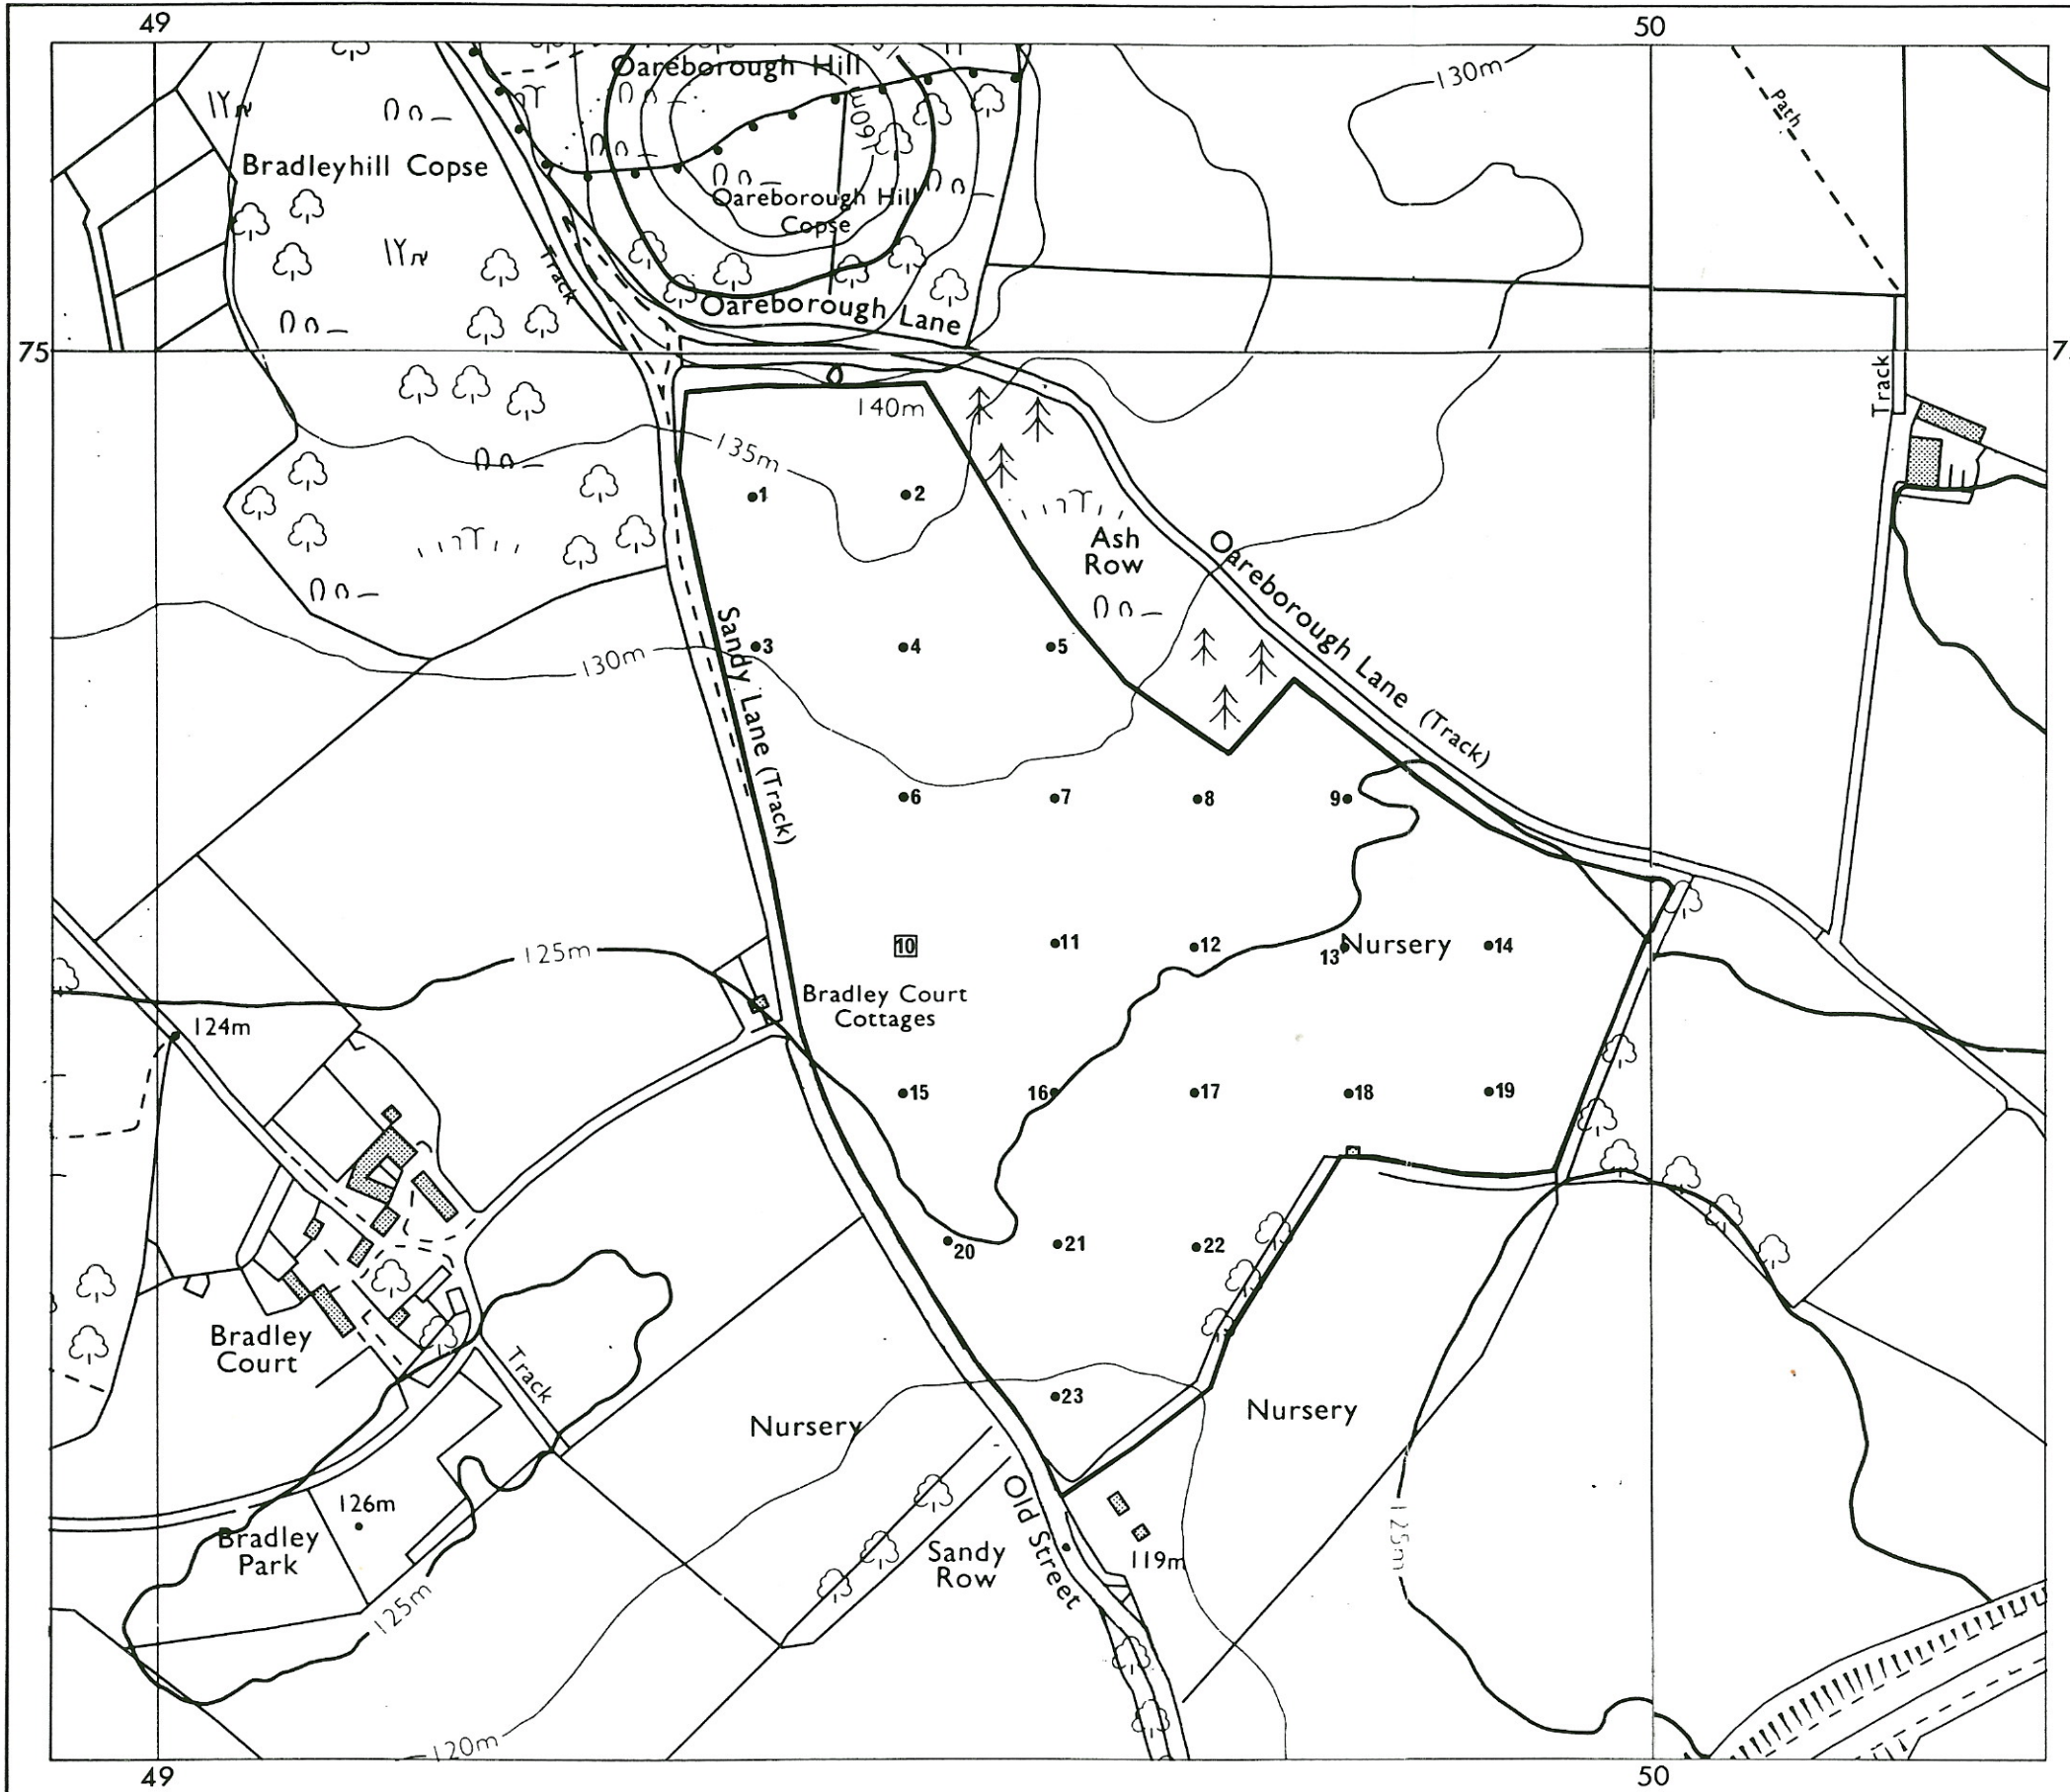 49
50
Oareborough Hill
130m
Path
160m
Bradleyhill Copse
Oareborough Hill
Copse
Track
Oareborough Lane
75
7
Track
140m
135m
1
2
Ash
Row
Oareborough Lane (Track)
Sandy Lane (Track)
130m
3
4
5
6
7
8
9
10
11
12
13
Nursery
14
125m
Bradley Court
Cottages
124m
15
16
17
18
19
20
21
22
Bradley
Court
Track
23
Nursery
Nursery
126m
Old Street
125m
Bradley
Park
Sandy
Row
119m
125m
120m
49
50